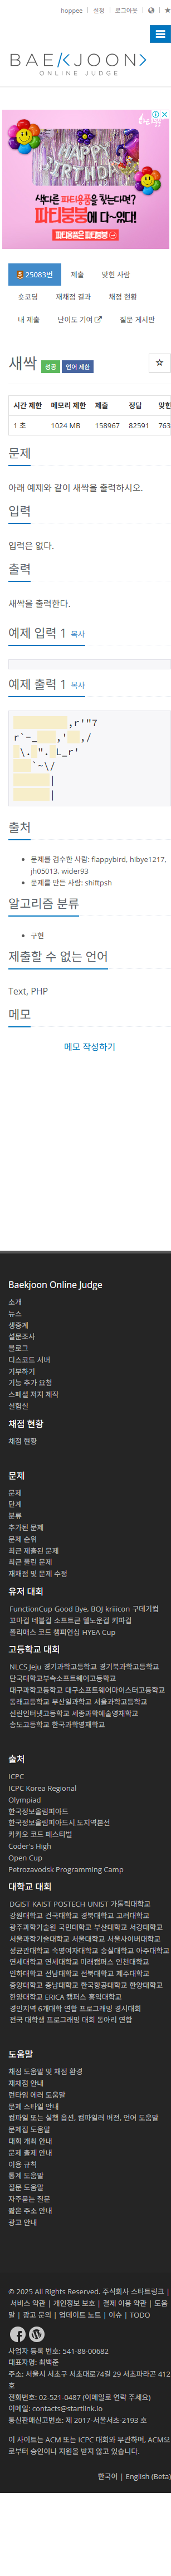 hoppee | 설정 | 로그아웃
BAEKJOON>
ONLINE JUDGE
HAPPY BIRTHDAY
색다른 파티용품을 찾는다면?
파티붕붕에 다~ 있다!
파티붕붕
25083번
제출
맞힌 사람
숏코딩
재채점 결과
채점 현황
내 제출
난이도 기여
질문 게시판
새싹 성공 언어 제한
시간 제한 메모리 제한 제출 정답 맞힌
1 초 1024 MB 158967 82591 763
문제
아래 예제와 같이 새싹을 출력하시오.
입력
입력은 없다.
출력
새싹을 출력한다.
예제 입력 1 복사
예제 출력 1 복사
         ,r'"7
r`-_   ,'  ,/
 \. ". L_r'
   `~\/
      |
      |
출처
문제를 검수한 사람: flappybird, hibye1217,
jh05013, wider93
문제를 만든 사람: shiftpsh
알고리즘 분류
구현
제출할 수 없는 언어
Text, PHP
메모
메모 작성하기
Baekjoon Online Judge
소개
뉴스
생중계
설문조사
블로그
디스코드 서버
기부하기
기능 추가 요청
스페셜 저지 제작
실험실
채점 현황
채점 현황
문제
문제
단계
분류
추가된 문제
문제 순위
최근 제출된 문제
최근 풀린 문제
재채점 및 문제 수정
유저 대회
FunctionCup Good Bye, BOJ kriiicon 구데기컵
꼬마컵 네블컵 소프트콘 웰노운컵 키파컵
폴리매스 코드 챔피언십 HYEA Cup
고등학교 대회
NLCS Jeju 경기과학고등학교 경기북과학고등학교
단국대학교부속소프트웨어고등학교
대구과학고등학교 대구소프트웨어마이스터고등학교
동래고등학교 부산일과학고 서울과학고등학교
선린인터넷고등학교 세종과학예술영재학교
송도고등학교 한국과학영재학교
출처
ICPC
ICPC Korea Regional
Olympiad
한국정보올림피아드
한국정보올림피아드시.도지역본선
카카오 코드 페스티벌
Coder's High
Open Cup
Petrozavodsk Programming Camp
대학교 대회
DGIST KAIST POSTECH UNIST 가톨릭대학교
강원대학교 건국대학교 경북대학교 고려대학교
광주과학기술원 국민대학교 부산대학교 서강대학교
서울과학기술대학교 서울대학교 서울사이버대학교
성균관대학교 숙명여자대학교 숭실대학교 아주대학교
연세대학교 연세대학교 미래캠퍼스 인천대학교
인하대학교 전남대학교 전북대학교 제주대학교
중앙대학교 충남대학교 한국항공대학교 한양대학교
한양대학교 ERICA 캠퍼스 홍익대학교
경인지역 6개대학 연합 프로그래밍 경시대회
전국 대학생 프로그래밍 대회 동아리 연합
도움말
채점 도움말 및 채점 환경
재채점 안내
런타임 에러 도움말
문제 스타일 안내
컴파일 또는 실행 옵션, 컴파일러 버전, 언어 도움말
문제집 도움말
대회 개최 안내
문제 출제 안내
이용 규칙
통계 도움말
질문 도움말
자주묻는 질문
짧은 주소 안내
광고 안내
© 2025 All Rights Reserved. 주식회사 스타트링크 |
서비스 약관 | 개인정보 보호 | 결제 이용 약관 | 도움
말 | 광고 문의 | 업데이트 노트 | 이슈 | TODO
사업자 등록 번호: 541-88-00682
대표자명: 최백준
주소: 서울시 서초구 서초대로74길 29 서초파라곤 412
호
전화번호: 02-521-0487 (이메일로 연락 주세요)
이메일: contacts@startlink.io
통신판매신고번호: 제 2017-서울서초-2193 호
이 사이트는 ACM 또는 ICPC 대회와 무관하며, ACM으
로부터 승인이나 지원을 받지 않고 있습니다.
한국어 | English (Beta)